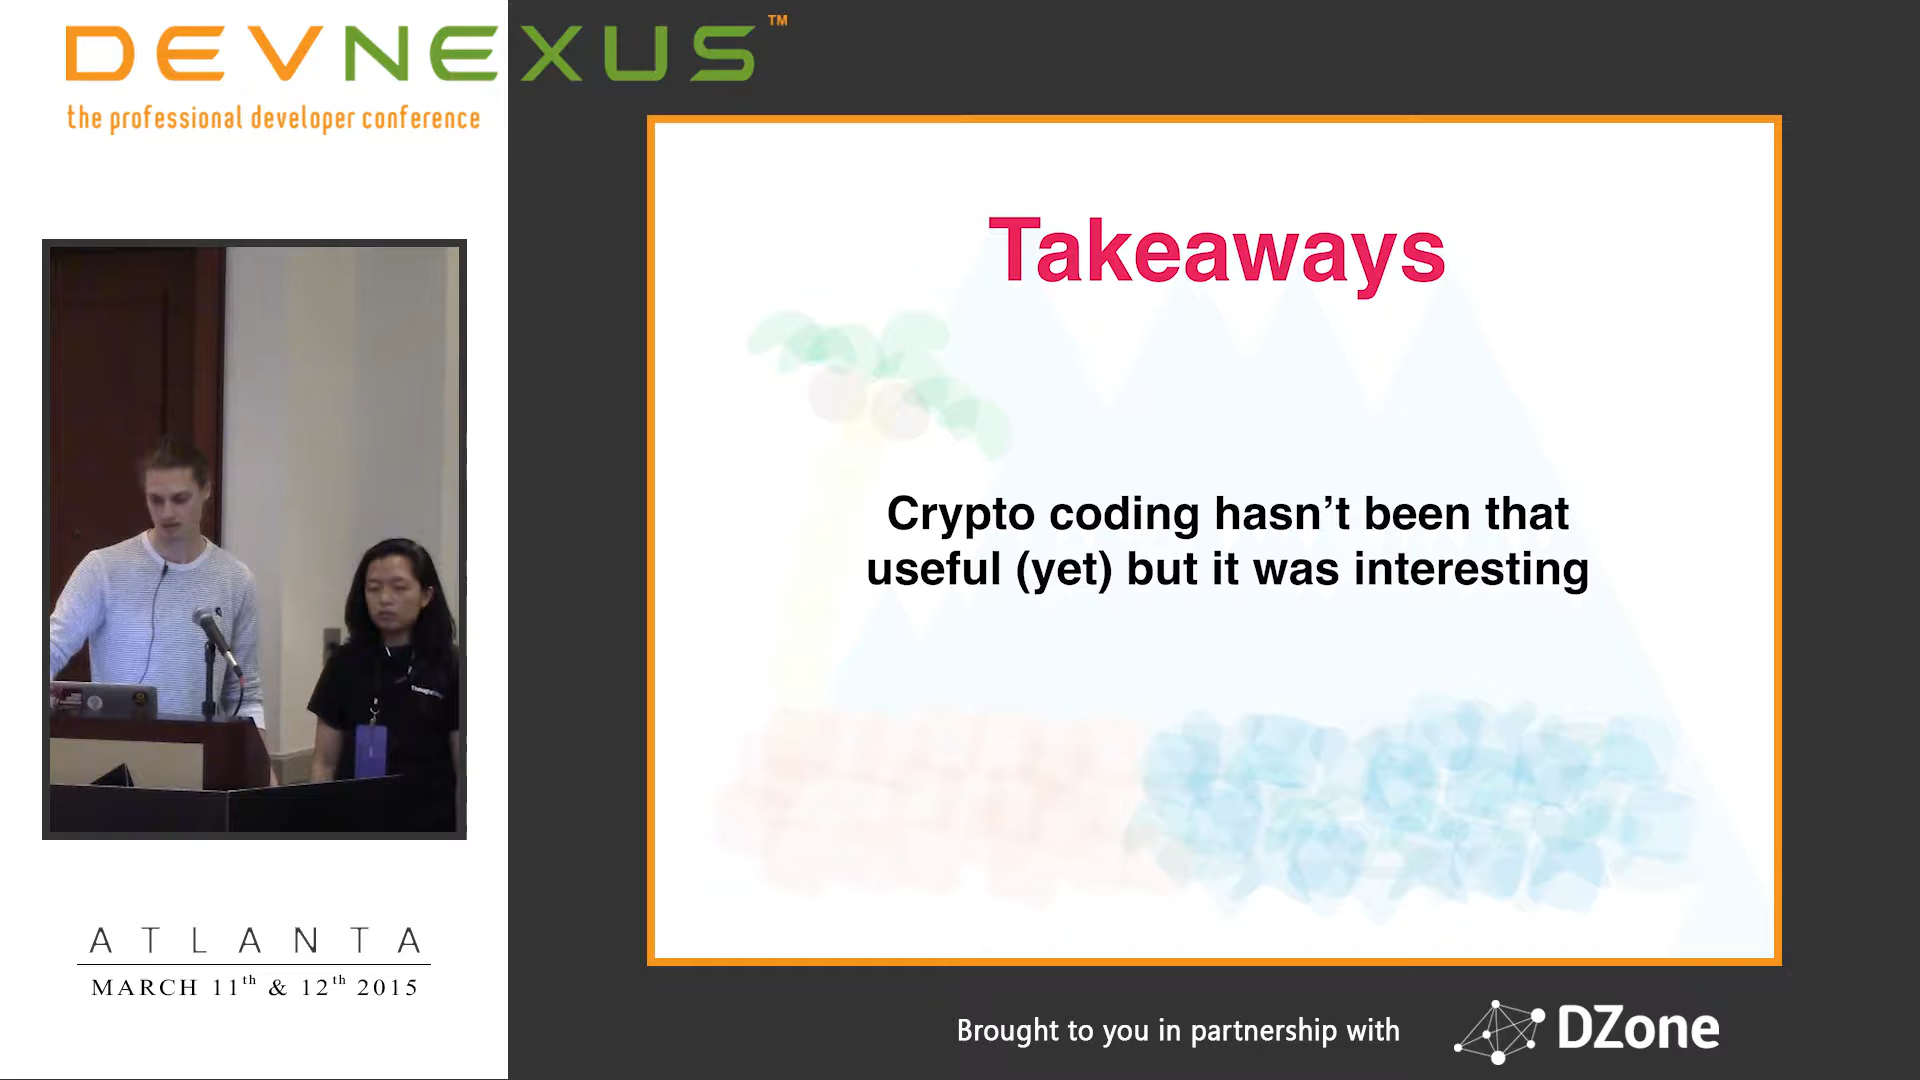 DEVNEXUS™
the professional developer conference
Takeaways
Crypto coding hasn’t been that
useful (yet) but it was interesting
ATLANTA
MARCH 11th & 12th 2015
Brought to you in partnership with
DZone